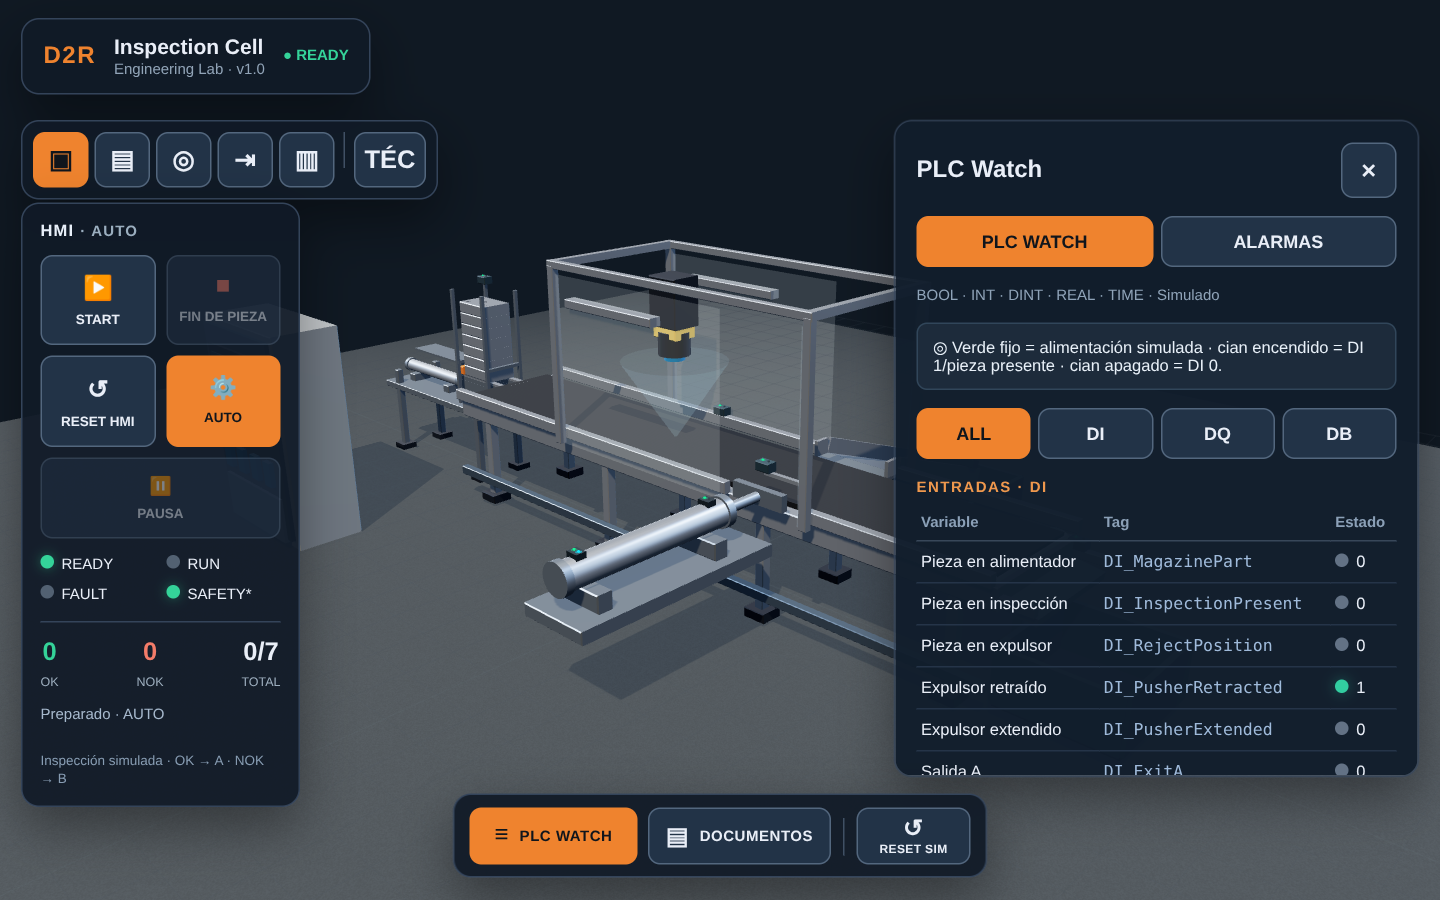 D2R
Inspection Cell
Engineering Lab · v1.0
● READY
TÉC
HMI · AUTO
START
FIN DE PIEZA
RESET HMI
AUTO
PAUSA
READY
RUN
FAULT
SAFETY*
0
0
0/7
OK
NOK
TOTAL
Preparado · AUTO
Inspección simulada · OK → A · NOK
→ B
PLC Watch
×
PLC WATCH
ALARMAS
BOOL · INT · DINT · REAL · TIME · Simulado
◎ Verde fijo = alimentación simulada · cian encendido = DI
1/pieza presente · cian apagado = DI 0.
ALL
DI
DQ
DB
ENTRADAS · DI
Variable Tag Estado
Pieza en alimentador DI_MagazinePart 0
Pieza en inspección DI_InspectionPresent 0
Pieza en expulsor DI_RejectPosition 0
Expulsor retraído DI_PusherRetracted 1
Expulsor extendido DI_PusherExtended 0
Salida A DI_ExitA 0
≡ PLC WATCH
DOCUMENTOS
RESET SIM